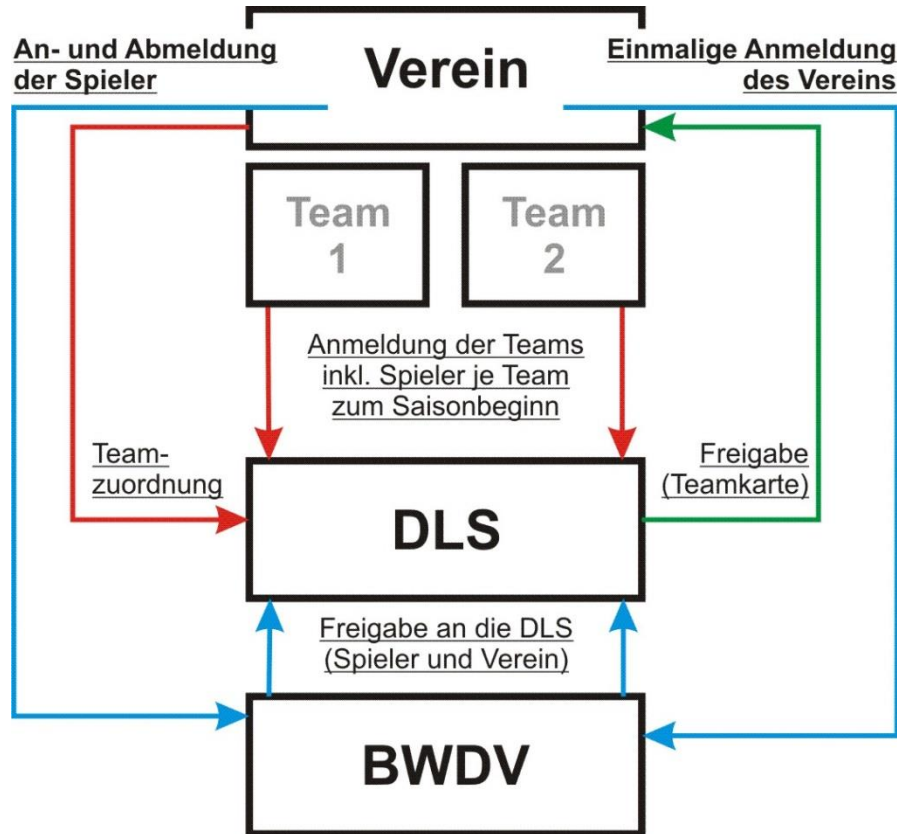 An- und Abmeldung
der Spieler
Verein
Einmalige Anmeldung
des Vereins
Team
1
Team
2
Anmeldung der Teams
inkl. Spieler je Team
zum Saisonbeginn
Team-
zuordnung
Freigabe
(Teamkarte)
DLS
Freigabe an die DLS
(Spieler und Verein)
BWDV